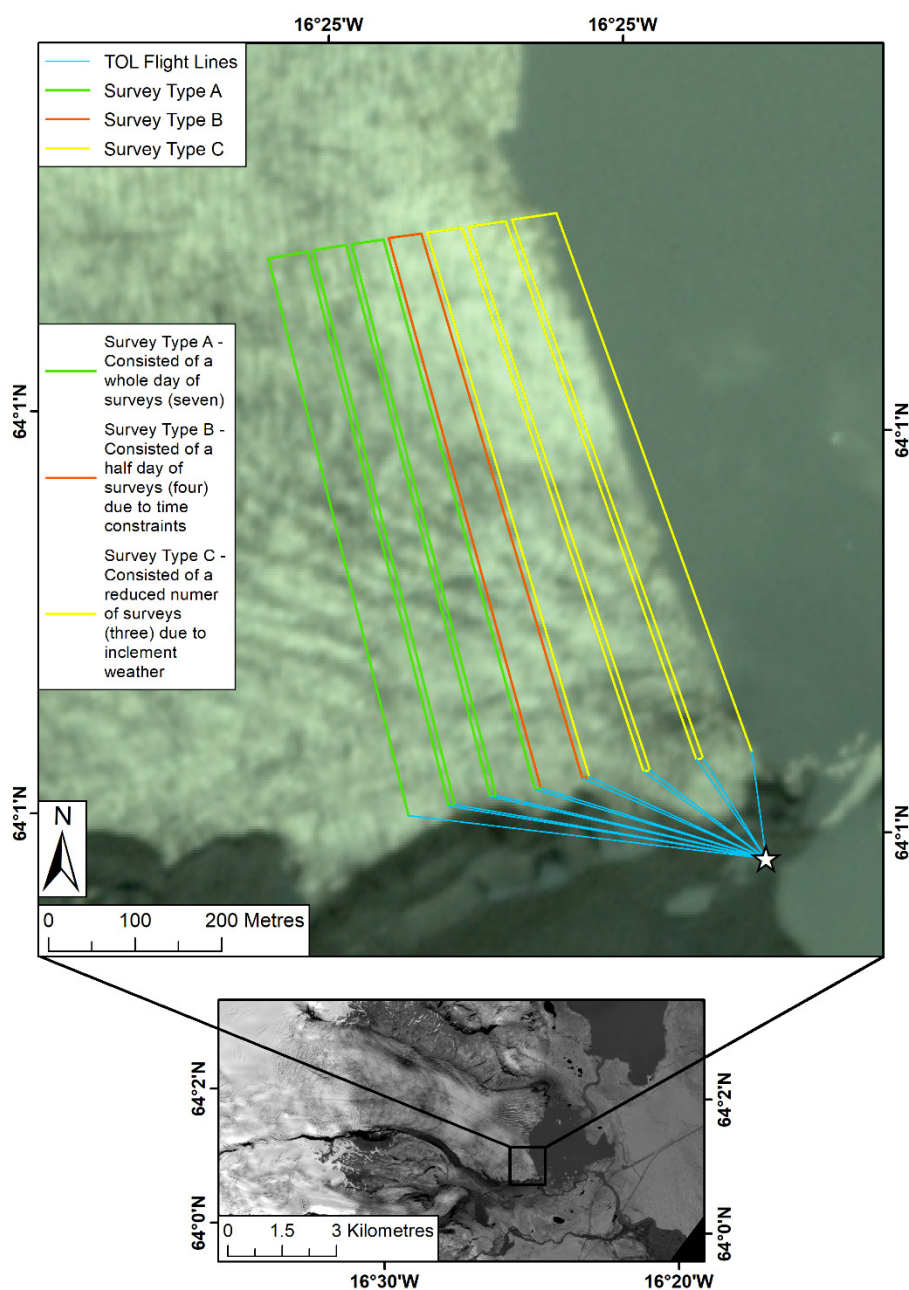 16°25'W 16°25'W
TOL Flight Lines
Survey Type A
Survey Type B
Survey Type C
Survey Type A -
Consisted of a
whole day of
surveys (seven)
Survey Type B -
Consisted of a
half day of
surveys (four)
due to time
constraints
Survey Type C -
Consisted of a
reduced numer
of surveys
(three) due to
inclement
weather
64°1'N 64°1'N
64°1'N 64°1'N
N
0 100 200 Metres
64°2'N 64°2'N
64°0'N 64°0'N
0 1.5 3 Kilometres
16°30'W 16°20'W